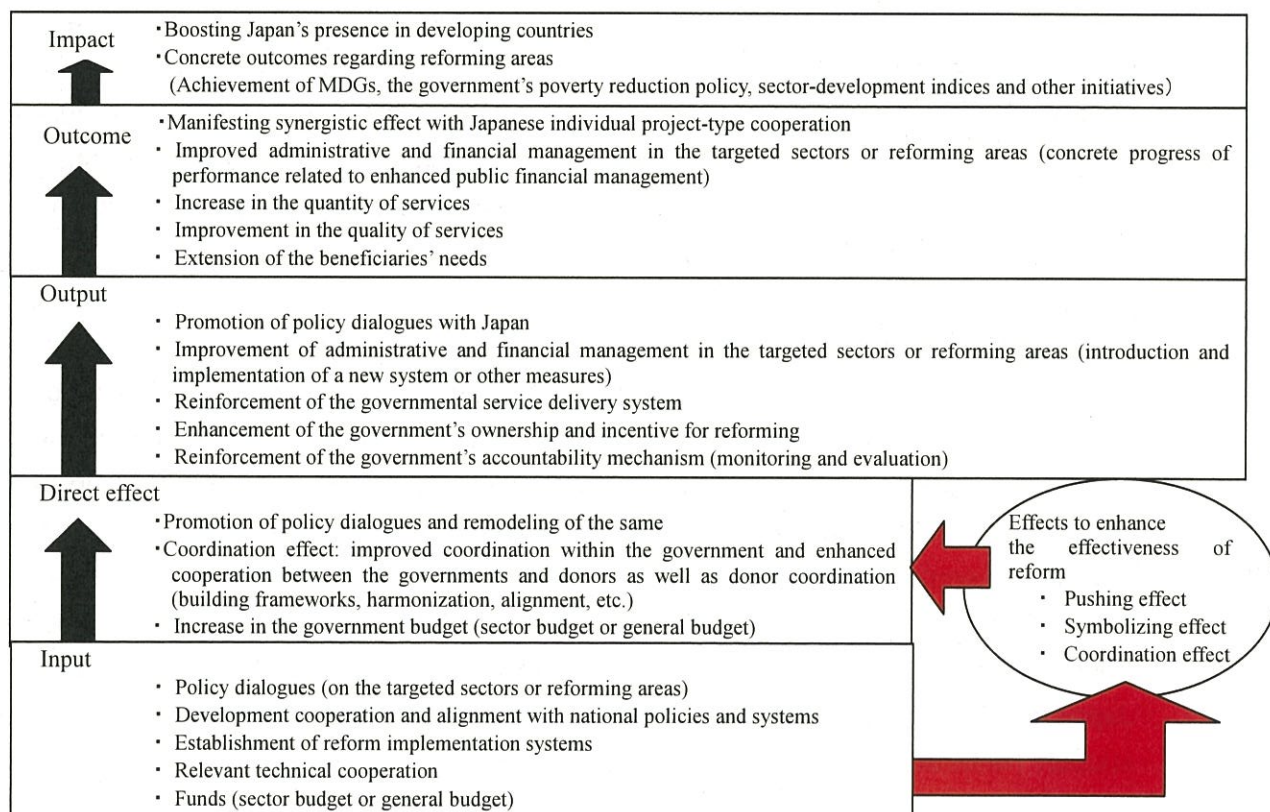 Impact
・Boosting Japan's presence in developing countries
・Concrete outcomes regarding reforming areas
(Achievement of MDGs, the government's poverty reduction policy, sector-development indices and other initiatives)
Outcome
・Manifesting synergistic effect with Japanese individual project-type cooperation
・ Improved administrative and financial management in the targeted sectors or reforming areas (concrete progress of
performance related to enhanced public financial management)
・ Increase in the quantity of services
・ Improvement in the quality of services
・ Extension of the beneficiaries' needs
Output
・ Promotion of policy dialogues with Japan
・ Improvement of administrative and financial management in the targeted sectors or reforming areas (introduction and
implementation of a new system or other measures)
・ Reinforcement of the governmental service delivery system
・ Enhancement of the government's ownership and incentive for reforming
・ Reinforcement of the government's accountability mechanism (monitoring and evaluation)
Direct effect
・Promotion of policy dialogues and remodeling of the same
・Coordination effect: improved coordination within the government and enhanced
cooperation between the governments and donors as well as donor coordination
(building frameworks, harmonization, alignment, etc.)
・ Increase in the government budget (sector budget or general budget)
Effects to enhance
the effectiveness of
reform
・ Pushing effect
・ Symbolizing effect
・ Coordination effect
Input
・ Policy dialogues (on the targeted sectors or reforming areas)
・ Development cooperation and alignment with national policies and systems
・ Establishment of reform implementation systems
・ Relevant technical cooperation
・ Funds (sector budget or general budget)